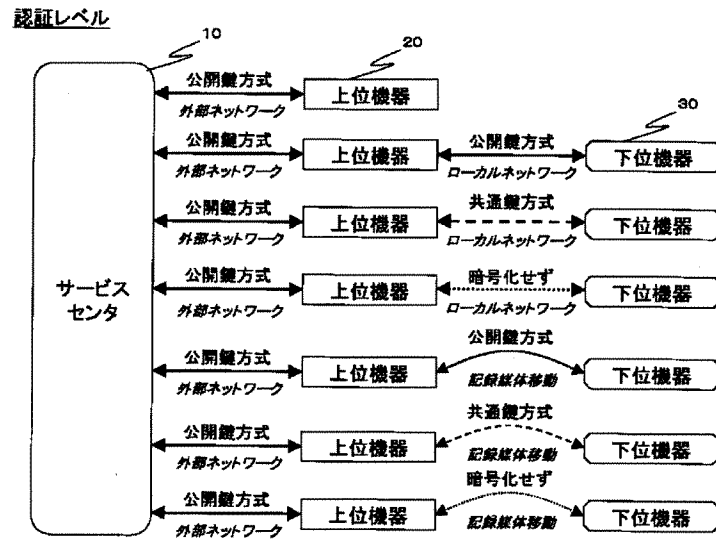 認証レベル
10
20
30
サービス
センタ
公開鍵方式
外部ネットワーク
上位機器
公開鍵方式
外部ネットワーク
上位機器
公開鍵方式
ローカルネットワーク
下位機器
公開鍵方式
外部ネットワーク
上位機器
共通鍵方式
ローカルネットワーク
下位機器
公開鍵方式
外部ネットワーク
上位機器
暗号化せず
ローカルネットワーク
下位機器
公開鍵方式
外部ネットワーク
上位機器
公開鍵方式
記録媒体移動
下位機器
公開鍵方式
外部ネットワーク
上位機器
共通鍵方式
記録媒体移動
下位機器
公開鍵方式
外部ネットワーク
上位機器
暗号化せず
記録媒体移動
下位機器